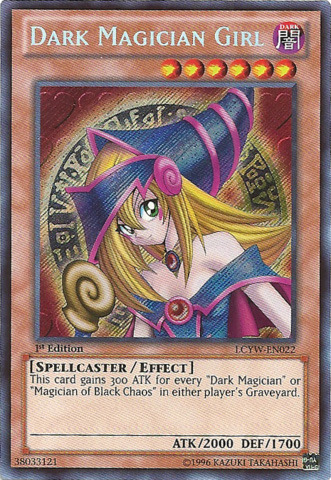 DARK MAGICIAN GIRL
DARK
闇
1st Edition
LCYW-EN022
[SPELLCASTER / EFFECT]
This card gains 300 ATK for every "Dark Magician" or
"Magician of Black Chaos" in either player's Graveyard.
ATK/2000 DEF/1700
38033121
©1996 KAZUKI TAKAHASHI